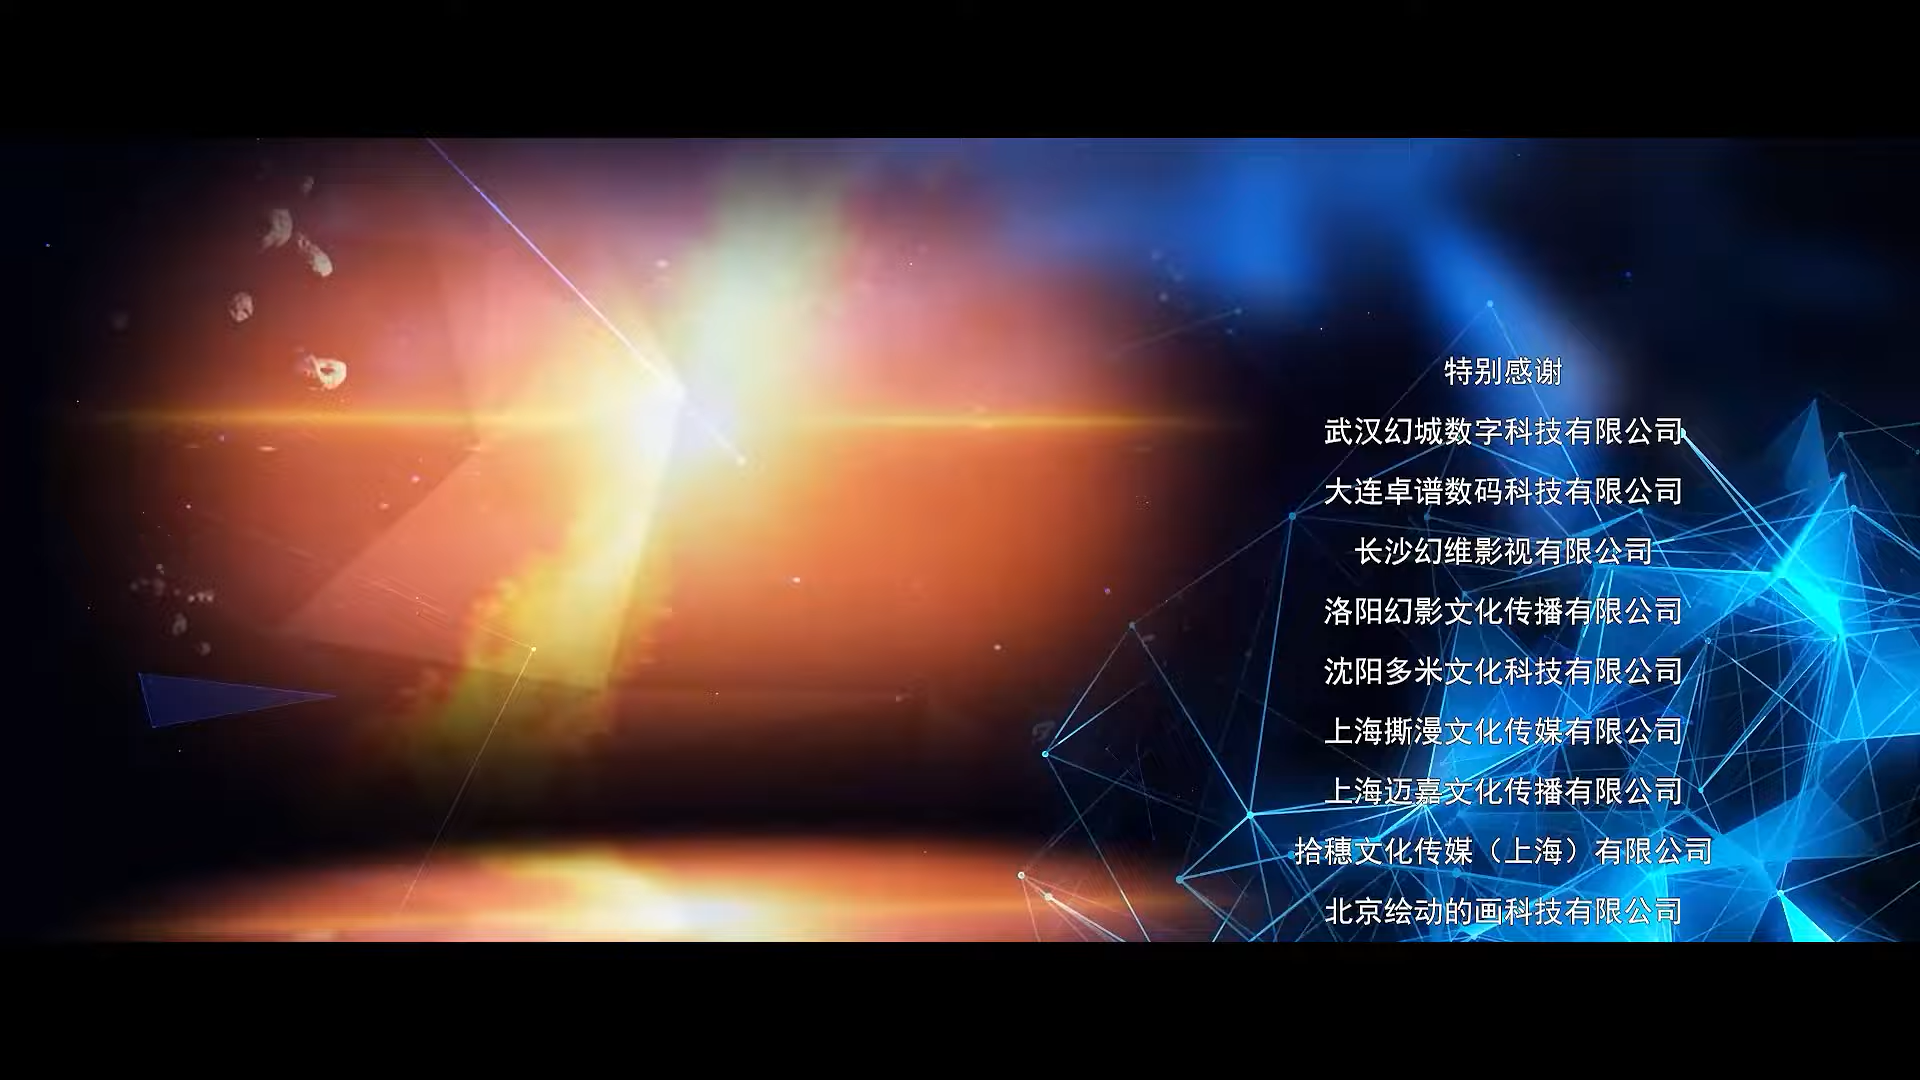 特别感谢
武汉幻城数字科技有限公司
大连卓谱数码科技有限公司
长沙幻维影视有限公司
洛阳幻影文化传播有限公司
沈阳多米文化科技有限公司
上海撕漫文化传媒有限公司
上海迈嘉文化传播有限公司
拾穗文化传媒（上海）有限公司
北京绘动的画科技有限公司